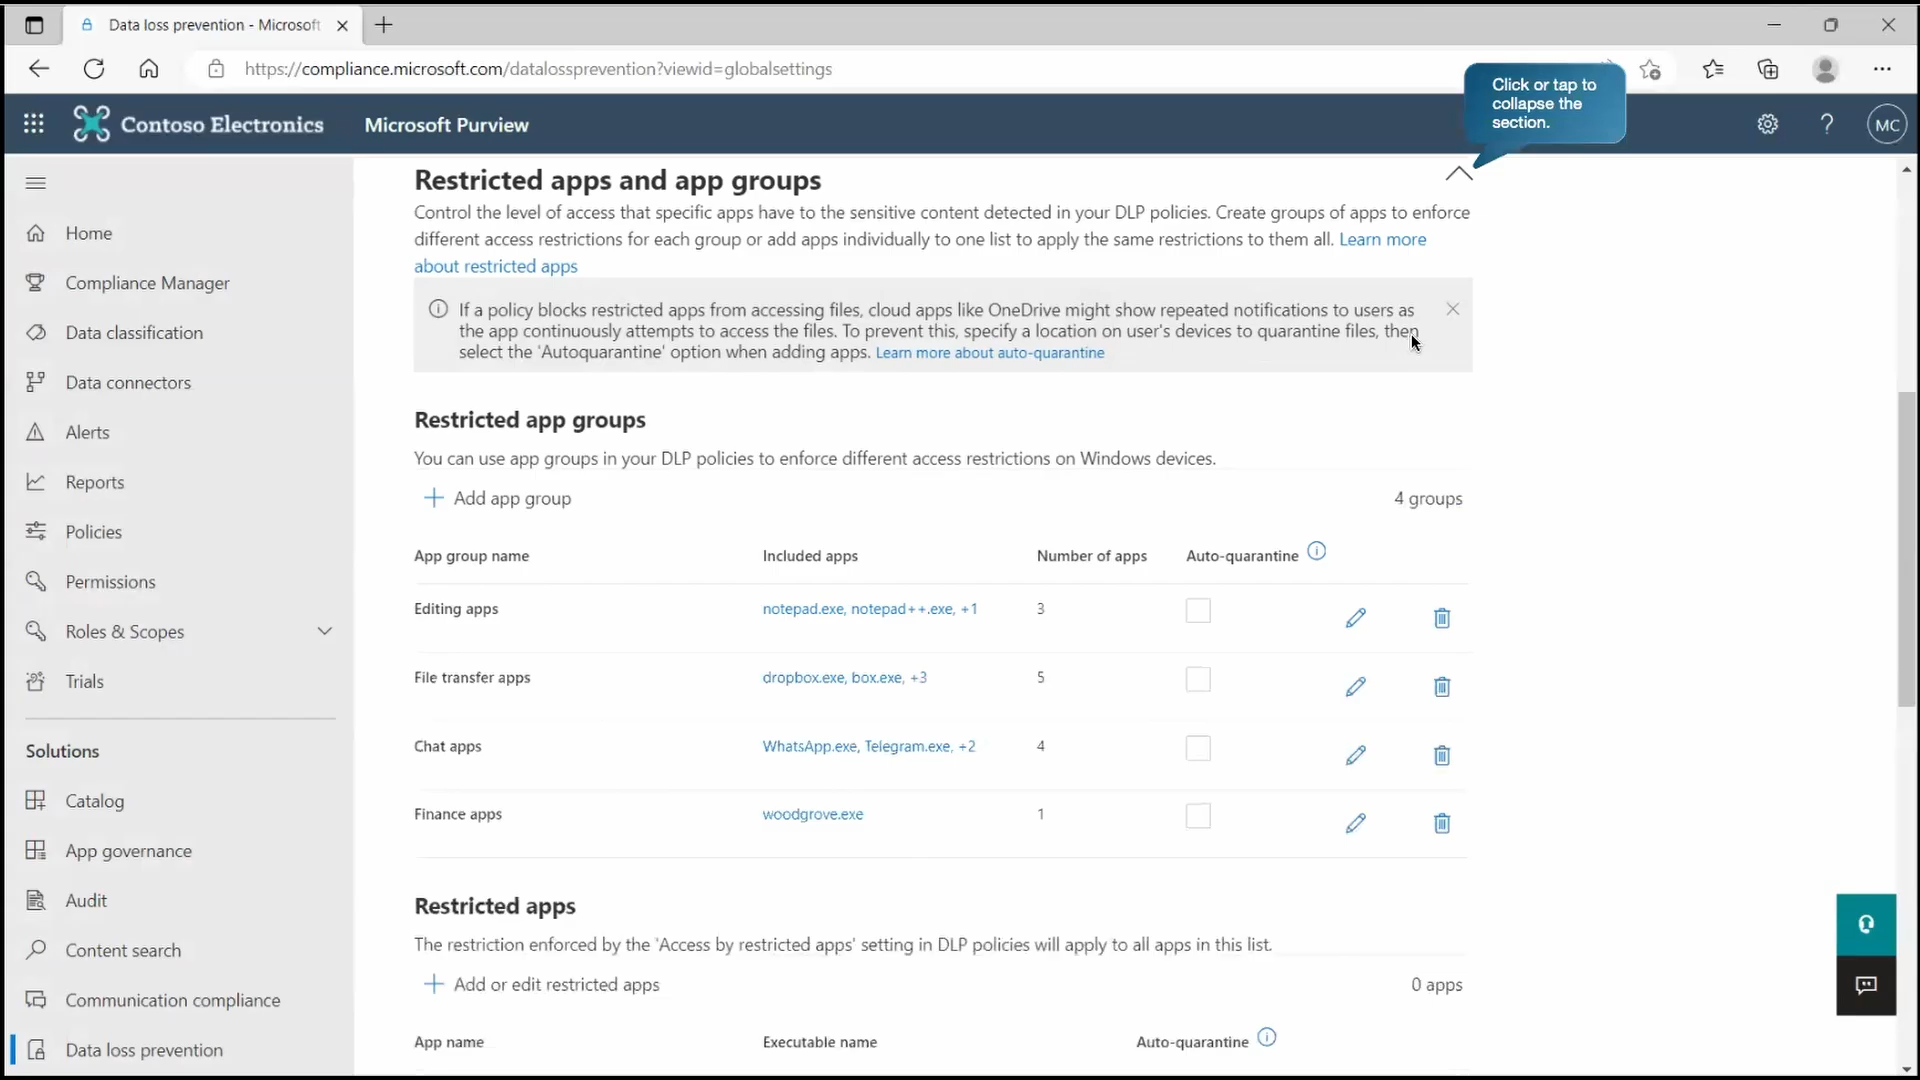 Data loss prevention - Microsoft
https://compliance.microsoft.com/datalossprevention?viewid=globalsettings
Click or tap to
collapse the
section.
Contoso Electronics
Microsoft Purview
MC
Home
Compliance Manager
Data classification
Data connectors
Alerts
Reports
Policies
Permissions
Roles & Scopes
Trials
Solutions
Catalog
App governance
Audit
Content search
Communication compliance
Data loss prevention
Restricted apps and app groups
Control the level of access that specific apps have to the sensitive content detected in your DLP policies. Create groups of apps to enforce
different access restrictions for each group or add apps individually to one list to apply the same restrictions to them all. Learn more
about restricted apps
If a policy blocks restricted apps from accessing files, cloud apps like OneDrive might show repeated notifications to users as
the app continuously attempts to access the files. To prevent this, specify a location on user's devices to quarantine files, then
select the 'Autoquarantine' option when adding apps. Learn more about auto-quarantine
Restricted app groups
You can use app groups in your DLP policies to enforce different access restrictions on Windows devices.
Add app group
4 groups
App group name Included apps Number of apps Auto-quarantine
Editing apps notepad.exe, notepad++.exe, +1 3
File transfer apps dropbox.exe, box.exe, +3 5
Chat apps WhatsApp.exe, Telegram.exe, +2 4
Finance apps woodgrove.exe 1
Restricted apps
The restriction enforced by the 'Access by restricted apps' setting in DLP policies will apply to all apps in this list.
Add or edit restricted apps
0 apps
App name Executable name Auto-quarantine